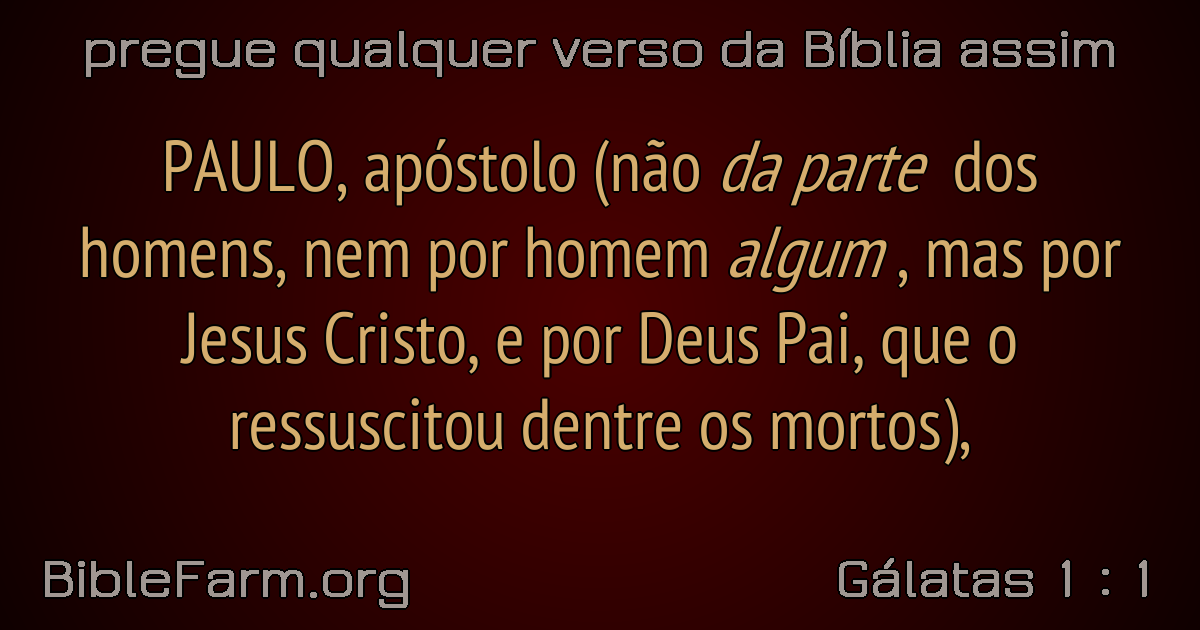 pregue qualquer verso da Bíblia assim
PAULO, apóstolo (não da parte dos
homens, nem por homem algum , mas por
Jesus Cristo, e por Deus Pai, que o
ressuscitou dentre os mortos),
BibleFarm.org
Gálatas 1 : 1